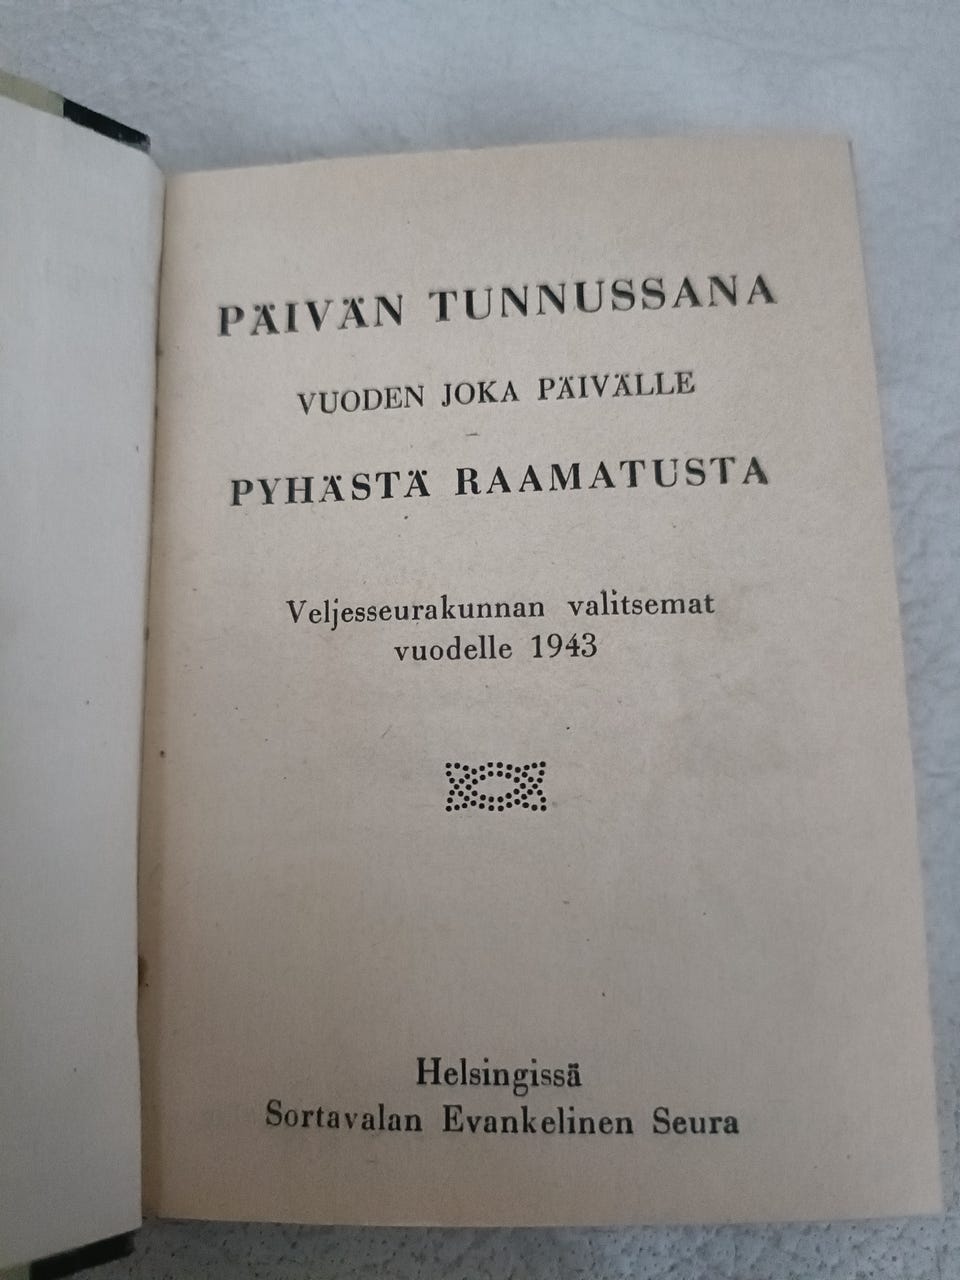 PÄIVÄN TUNNUSSANA
VUODEN JOKA PÄIVÄLLE
PYHÄSTÄ RAAMATUSTA
Veljesseurakunnan valitsemat
vuodelle 1943
Helsingissä
Sortavalan Evankelinen Seura